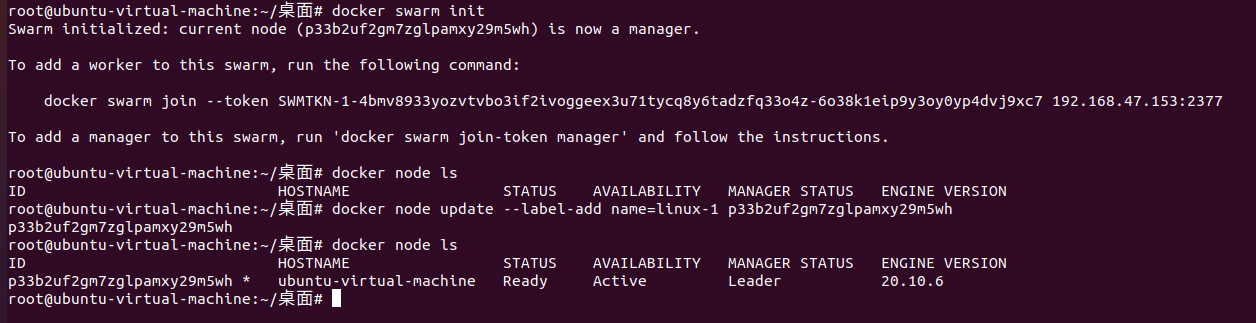 root@ubuntu-virtual-machine:~/桌面# docker swarm init
Swarm initialized: current node (p33b2uf2gm7zglpamxy29m5wh) is now a manager.
To add a worker to this swarm, run the following command:
docker swarm join --token SWMTKN-1-4bmv8933yozvtvbo3if2ivoggeex3u71tycq8y6tadzfq33o4z-6o38k1eip9y3oy0yp4dvj9xc7 192.168.47.153:2377
To add a manager to this swarm, run 'docker swarm join-token manager' and follow the instructions.
root@ubuntu-virtual-machine:~/桌面# docker node ls
ID HOSTNAME STATUS AVAILABILITY MANAGER STATUS ENGINE VERSION
root@ubuntu-virtual-machine:~/桌面# docker node update --label-add name=linux-1 p33b2uf2gm7zglpamxy29m5wh
p33b2uf2gm7zglpamxy29m5wh
root@ubuntu-virtual-machine:~/桌面# docker node ls
ID HOSTNAME STATUS AVAILABILITY MANAGER STATUS ENGINE VERSION
p33b2uf2gm7zglpamxy29m5wh * ubuntu-virtual-machine Ready Active Leader 20.10.6
root@ubuntu-virtual-machine:~/桌面#